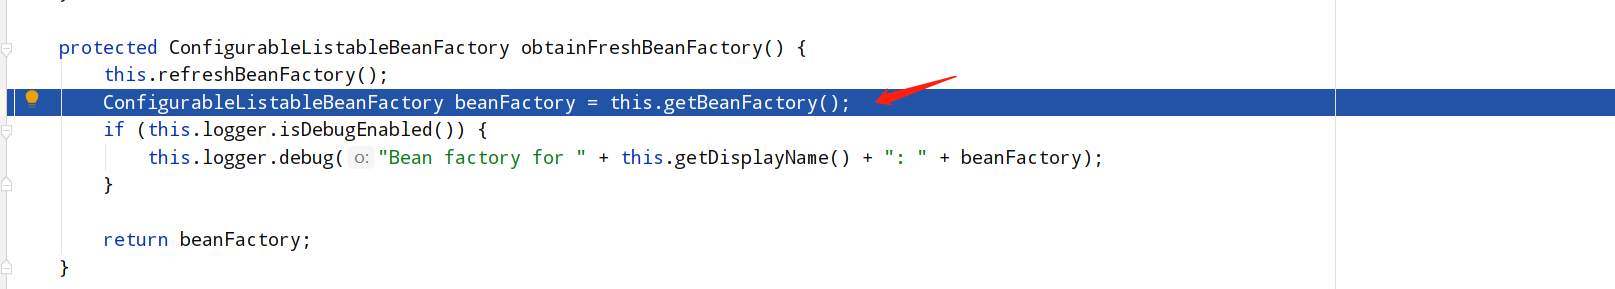 protected ConfigurableListableBeanFactory obtainFreshBeanFactory() {
this.refreshBeanFactory();
ConfigurableListableBeanFactory beanFactory = this.getBeanFactory();
if (this.logger.isDebugEnabled()) {
this.logger.debug( o: "Bean factory for " + this.getDisplayName() + ": " + beanFactory);
}
return beanFactory;
}